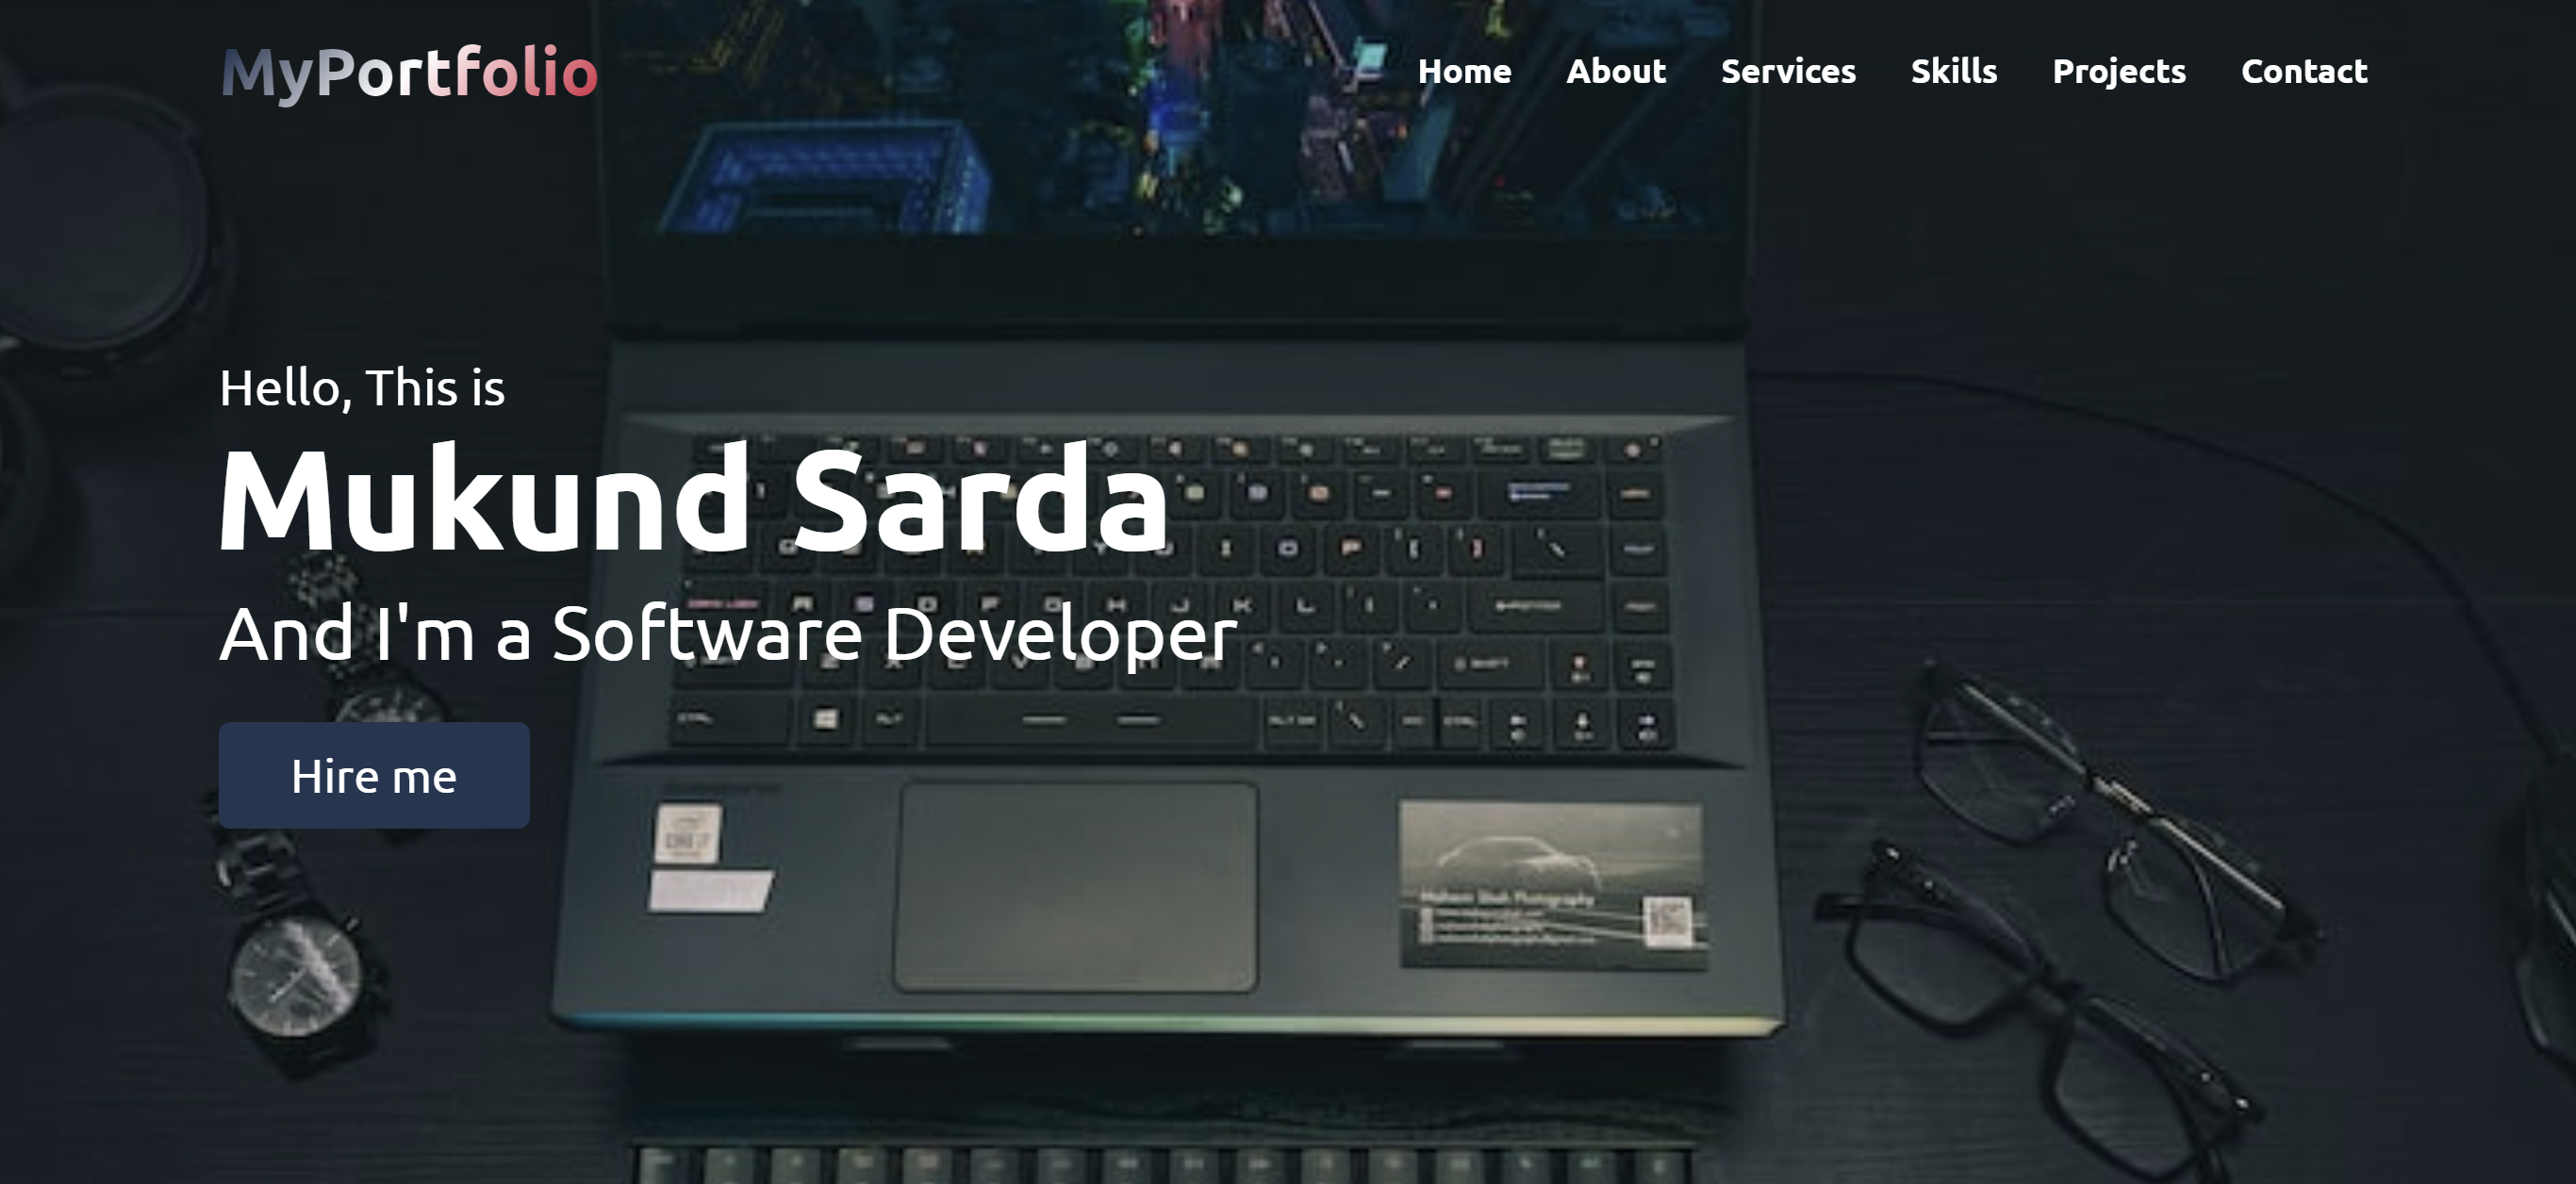 MyPortfolio
Home About Services Skills Projects Contact
Hello, This is
Mukund Sarda
And I'm a Software Developer
Hire me